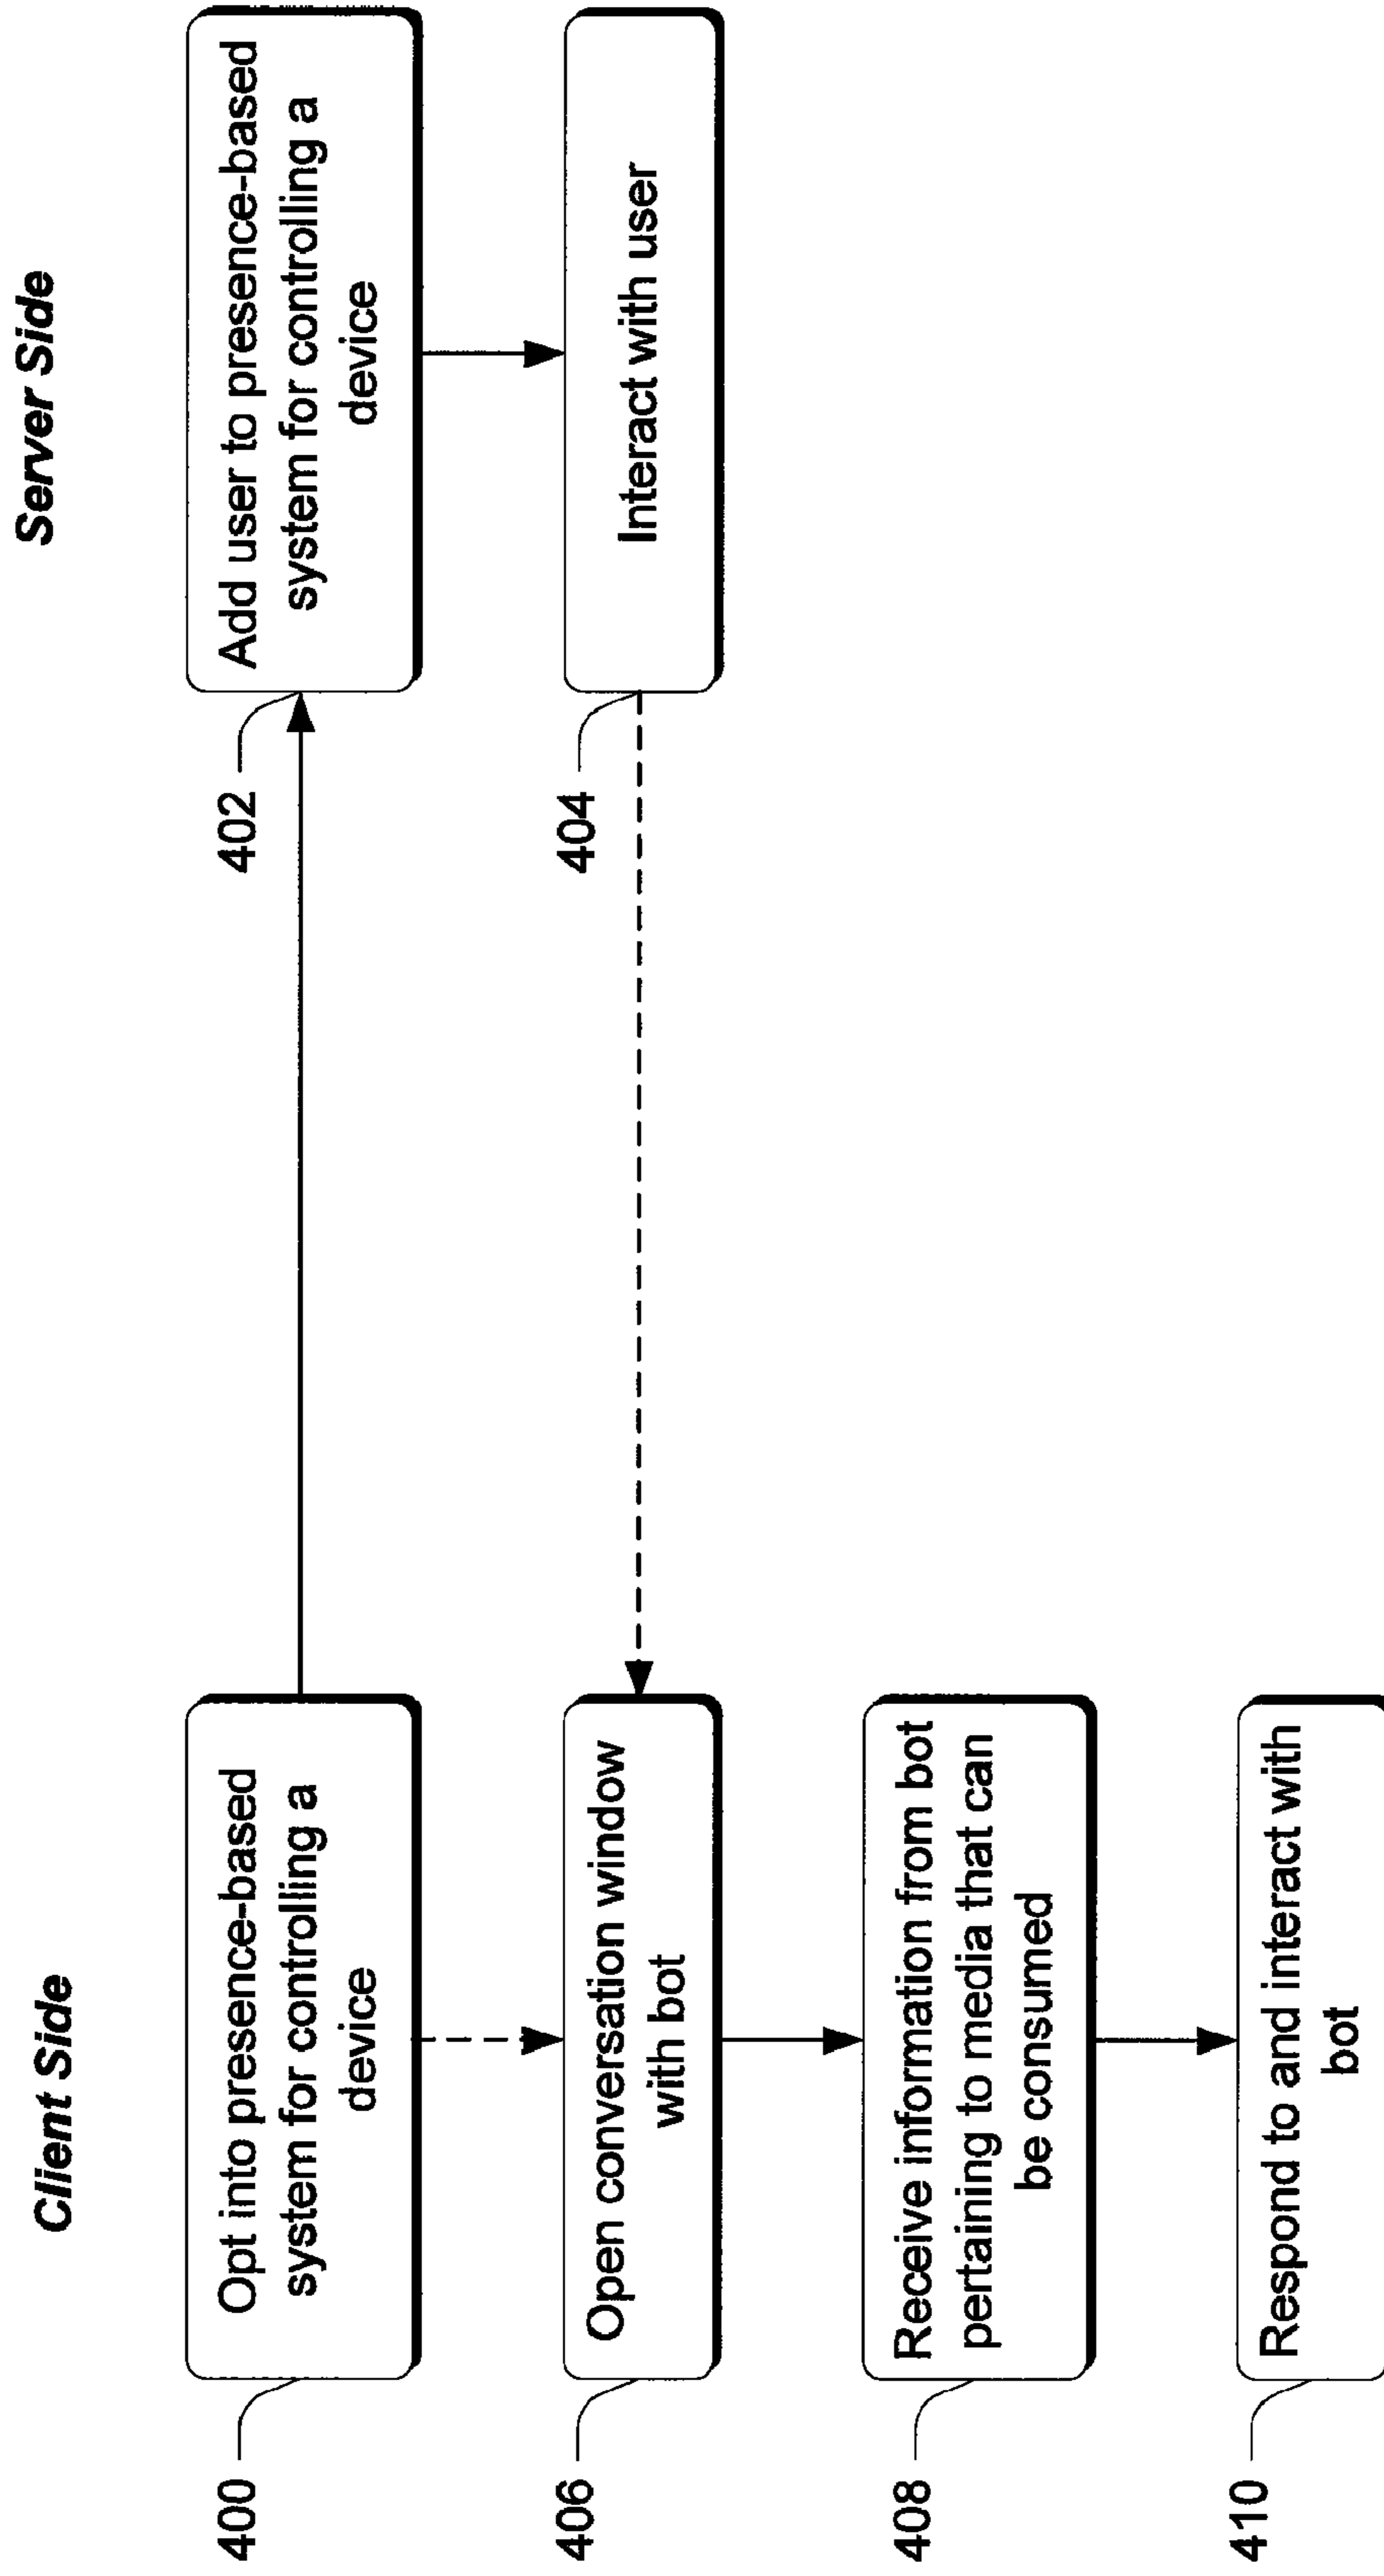 Client Side
Server Side
400
Opt into presence-based
system for controlling a
device
402
Add user to presence-based
system for controlling a
device
406
Open conversation window
with bot
404
Interact with user
408
Receive information from bot
pertaining to media that can
be consumed
410
Respond to and interact with
bot